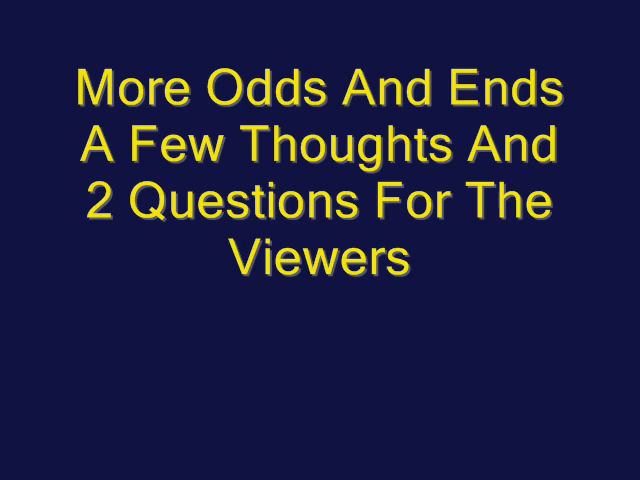 More Odds And Ends
A Few Thoughts And
2 Questions For The
Viewers